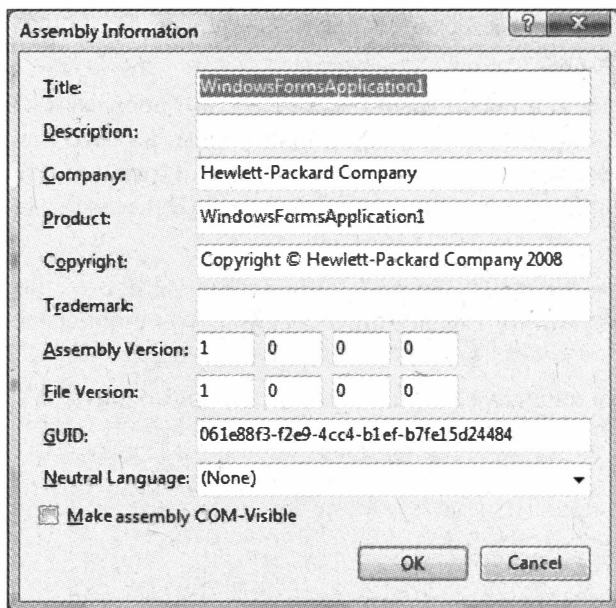 Assembly Information
Title: WindowsFormsApplication1
Description:
Company: Hewlett-Packard Company
Product: WindowsFormsApplication1
Copyright: Copyright © Hewlett-Packard Company 2008
Trademark:
Assembly Version: 1 0 0 0
File Version: 1 0 0 0
GUID: 061e88f3-f2e9-4cc4-b1ef-b7fe15d24484
Neutral Language: (None)
Make assembly COM-Visible
OK Cancel